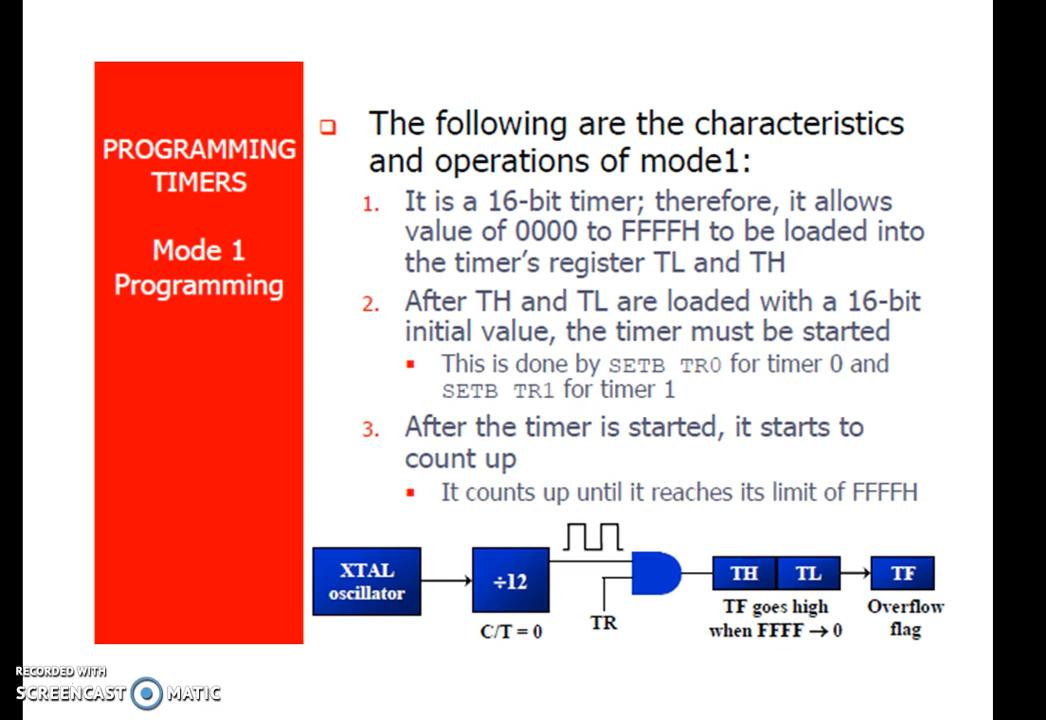 PROGRAMMING
TIMERS
Mode 1
Programming
The following are the characteristics
and operations of mode1:
1. It is a 16-bit timer; therefore, it allows
value of 0000 to FFFFH to be loaded into
the timer's register TL and TH
2. After TH and TL are loaded with a 16-bit
initial value, the timer must be started
This is done by SETB TR0 for timer 0 and
SETB TR1 for timer 1
3. After the timer is started, it starts to
count up
It counts up until it reaches its limit of FFFFH
XTAL
oscillator
÷12
C/T = 0
TR
TH TL
TF goes high
when FFFF → 0
TF
Overflow
flag
RECORDED WITH
SCREENCAST MATIC